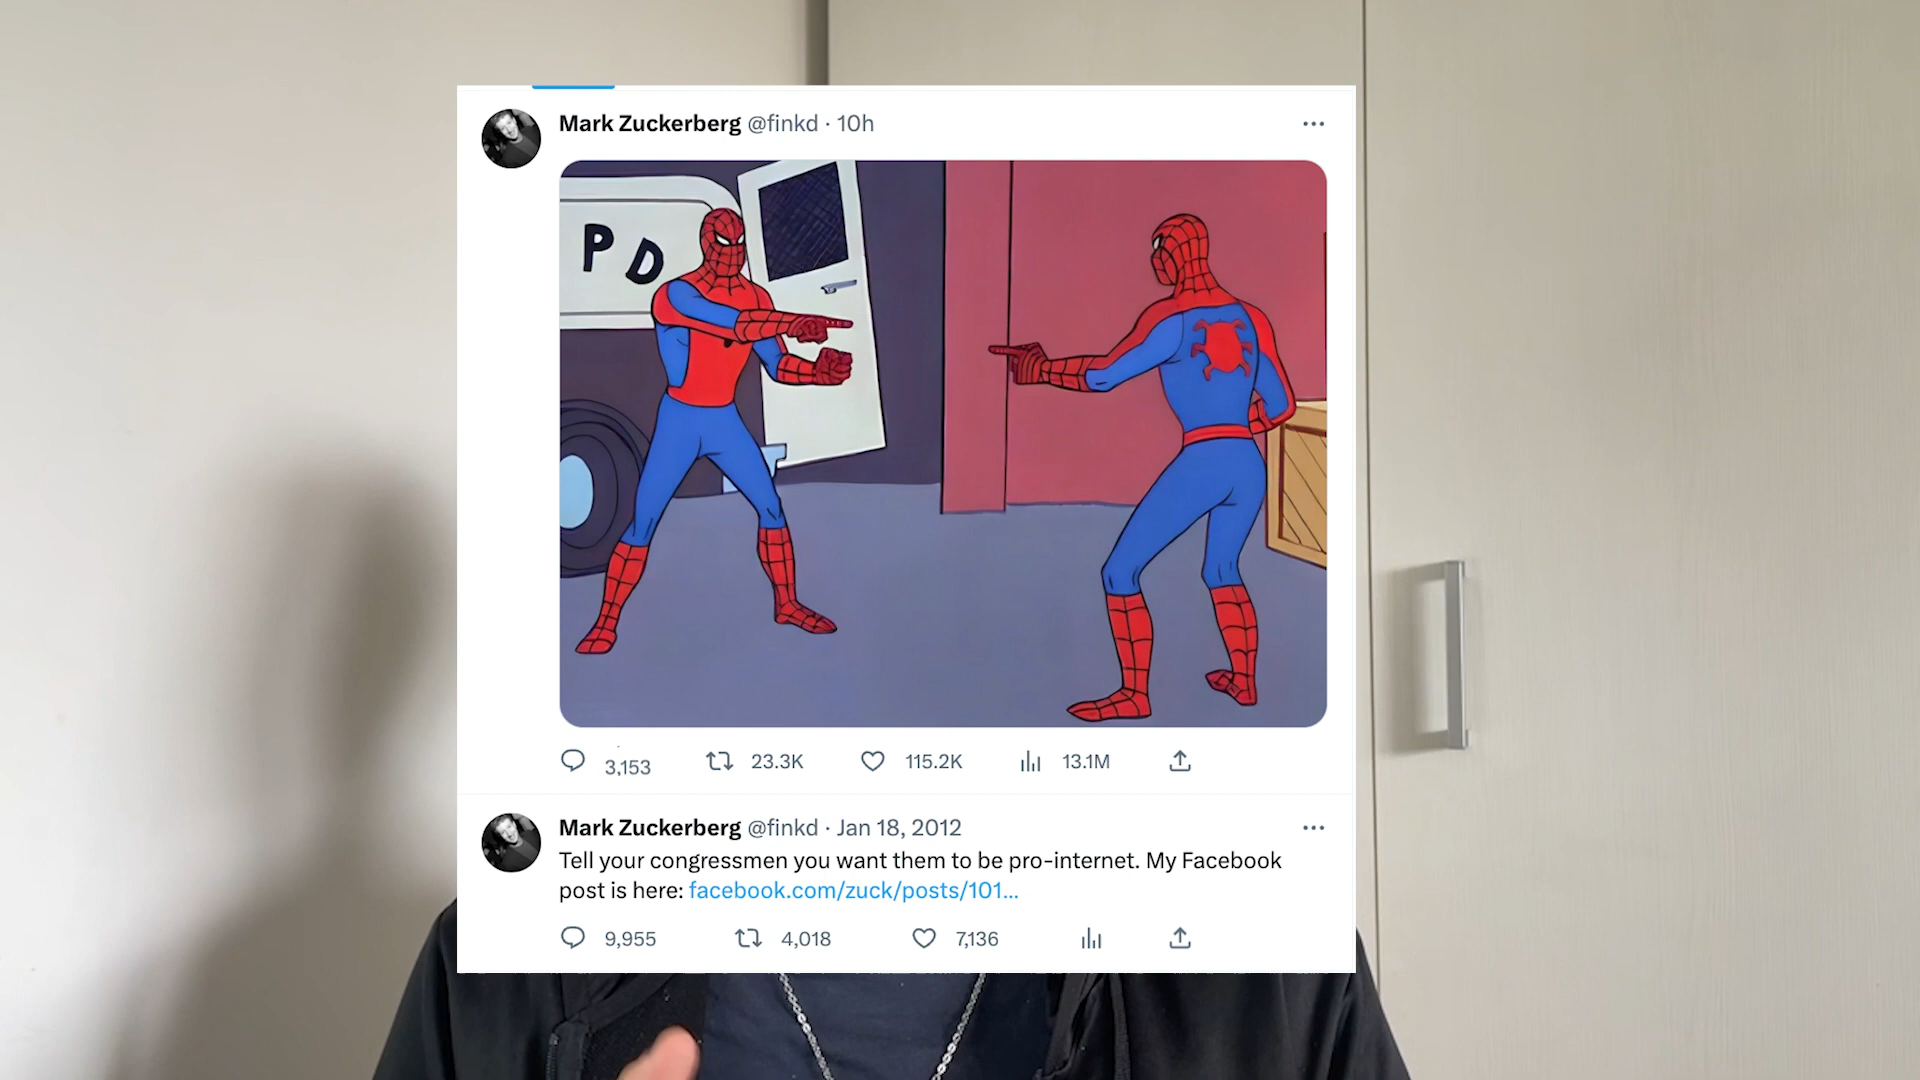 Mark Zuckerberg @finkd · 10h
PD
3,153 23.3K 115.2K 13.1M
Mark Zuckerberg @finkd · Jan 18, 2012
Tell your congressmen you want them to be pro-internet. My Facebook
post is here: facebook.com/zuck/posts/101...
9,955 4,018 7,136